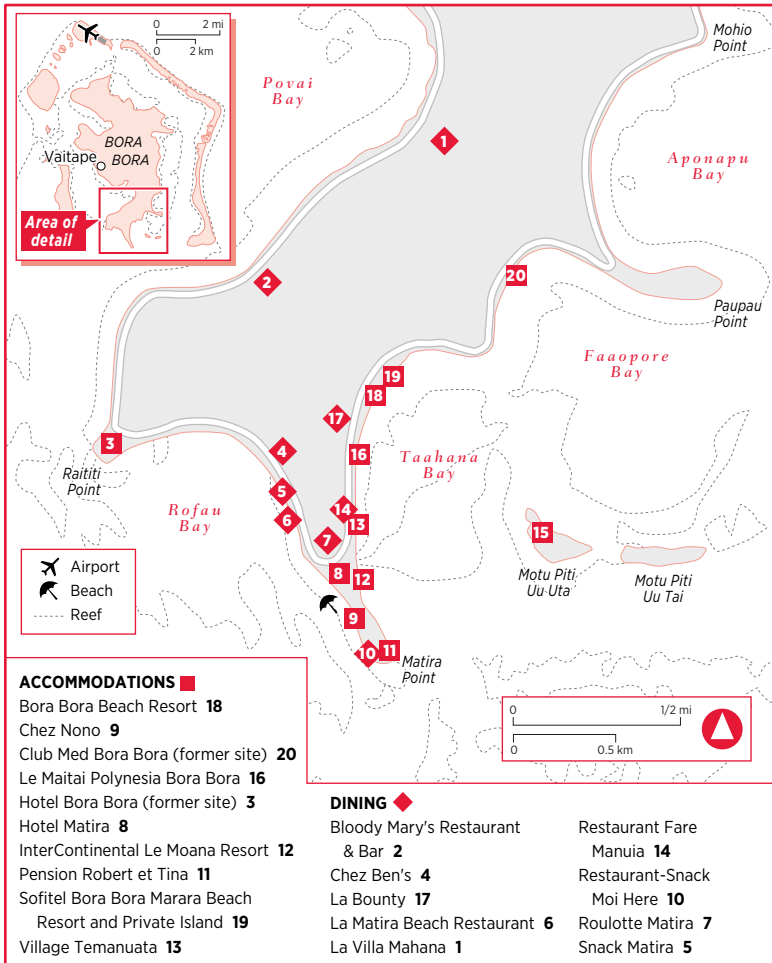 0 2 mi
0 2 km
BORA
BORA
Vaitape
Area of
detail
Povai
Bay
Mohio
Point
Aponapu
Bay
1
2
20
Paupau
Point
Faaopore
Bay
19
18
17
3
4
16
Taahana
Bay
Raititi
Point
5
Rofau
Bay
14
6
13
15
7
Airport
Beach
Reef
8
12
Motu Piti
Uu Uta
Motu Piti
Uu Tai
9
10
11
Matira
Point
0 1/2 mi
0 0.5 km
ACCOMMODATIONS
Bora Bora Beach Resort 18
Chez Nono 9
Club Med Bora Bora (former site) 20
Le Maitai Polynesia Bora Bora 16
Hotel Bora Bora (former site) 3
Hotel Matira 8
InterContinental Le Moana Resort 12
Pension Robert et Tina 11
Sofitel Bora Bora Marara Beach
Resort and Private Island 19
Village Temanuata 13
DINING
Bloody Mary's Restaurant
& Bar 2
Chez Ben's 4
La Bounty 17
La Matira Beach Restaurant 6
La Villa Mahana 1
Restaurant Fare
Manuia 14
Restaurant-Snack
Moi Here 10
Roulotte Matira 7
Snack Matira 5